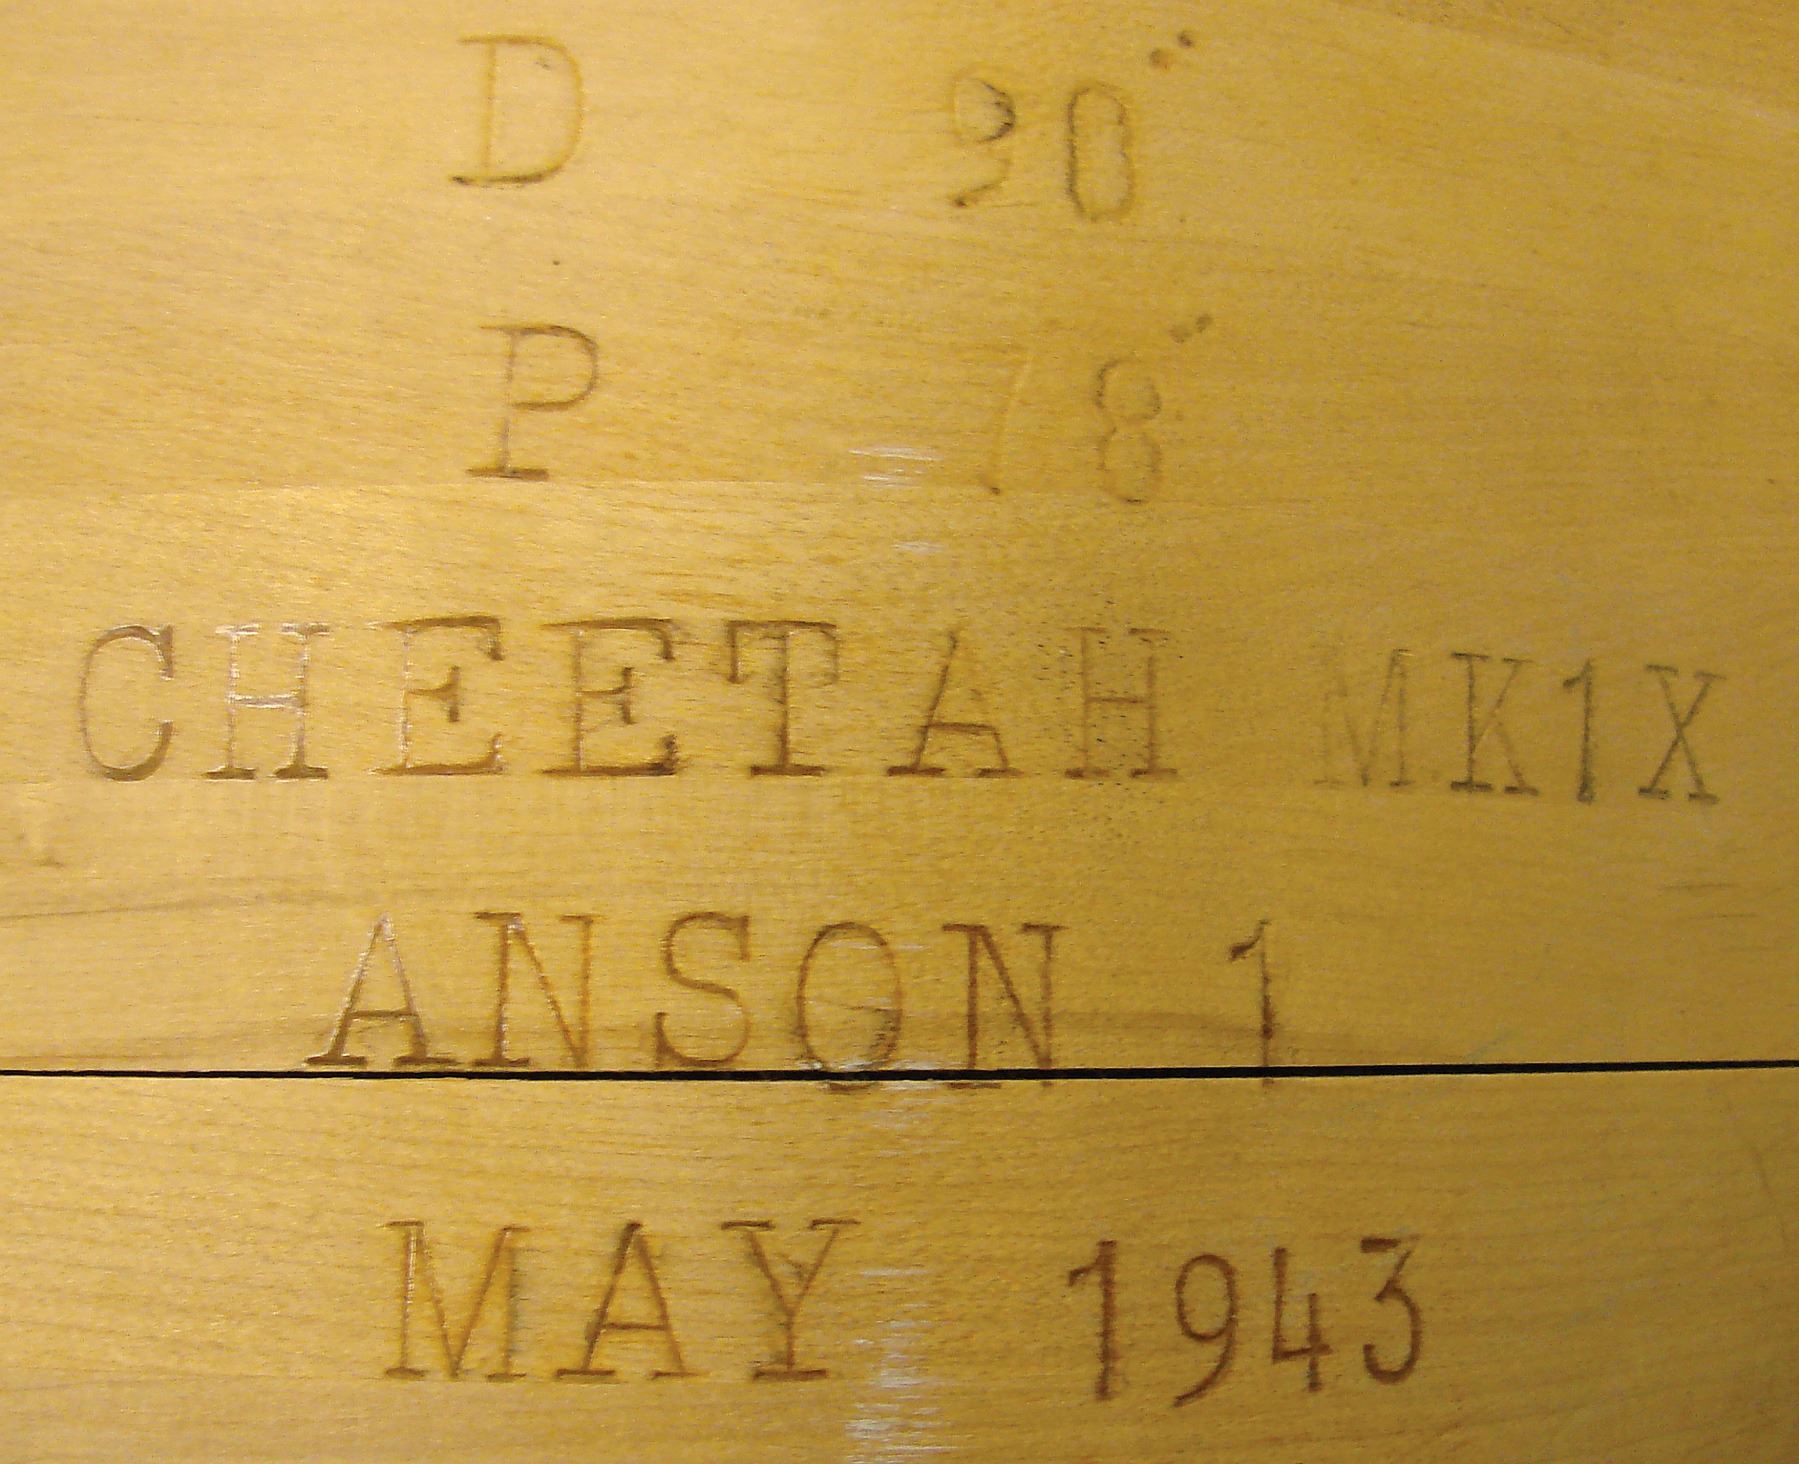 D 90"
P 78"
CHEETAH MK1X
ANSON 1
MAY 1943